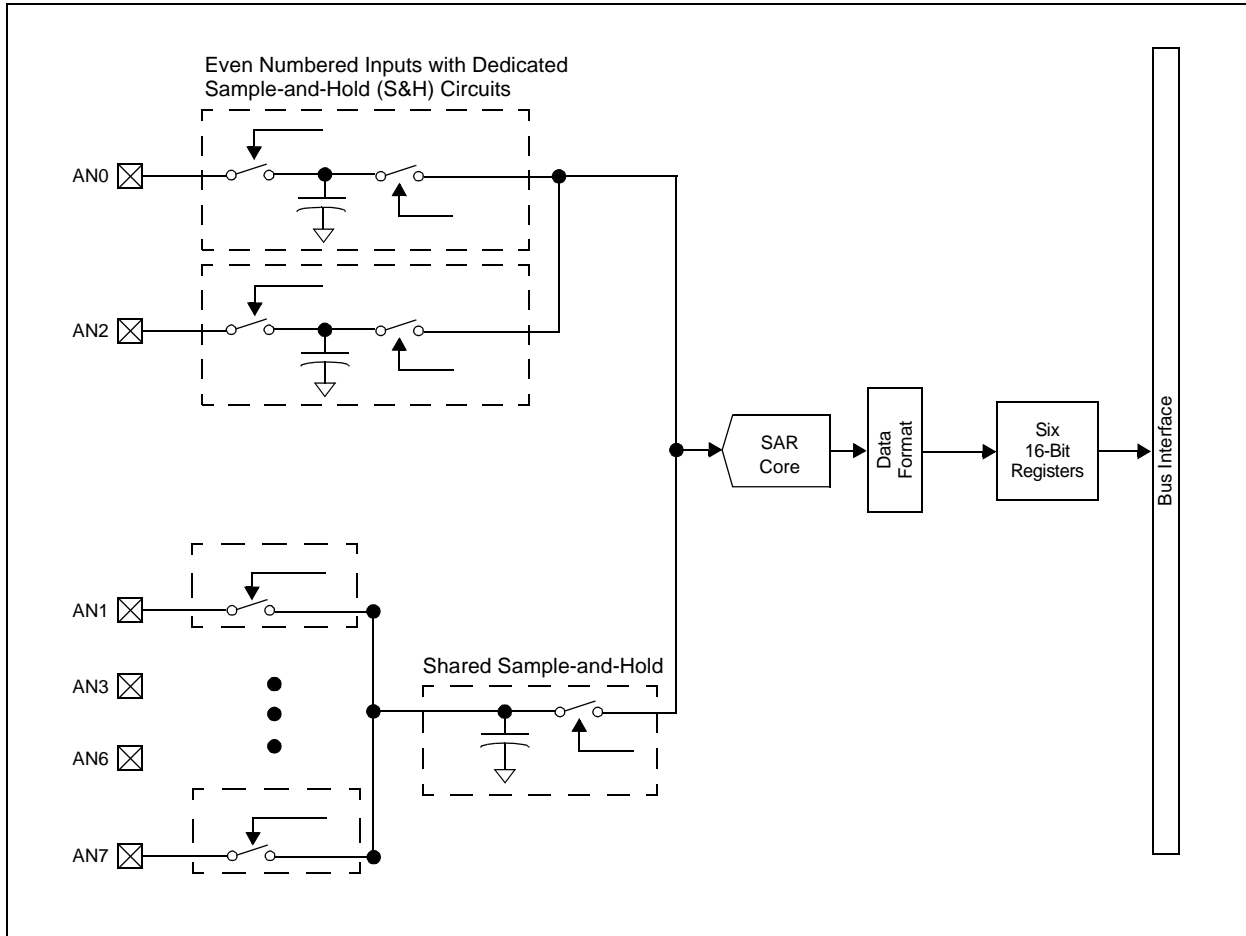 Even Numbered Inputs with Dedicated
Sample-and-Hold (S&H) Circuits
AN0
AN2
SAR
Core
Data
Format
Six
16-Bit
Registers
Bus Interface
AN1
Shared Sample-and-Hold
AN3
AN6
AN7